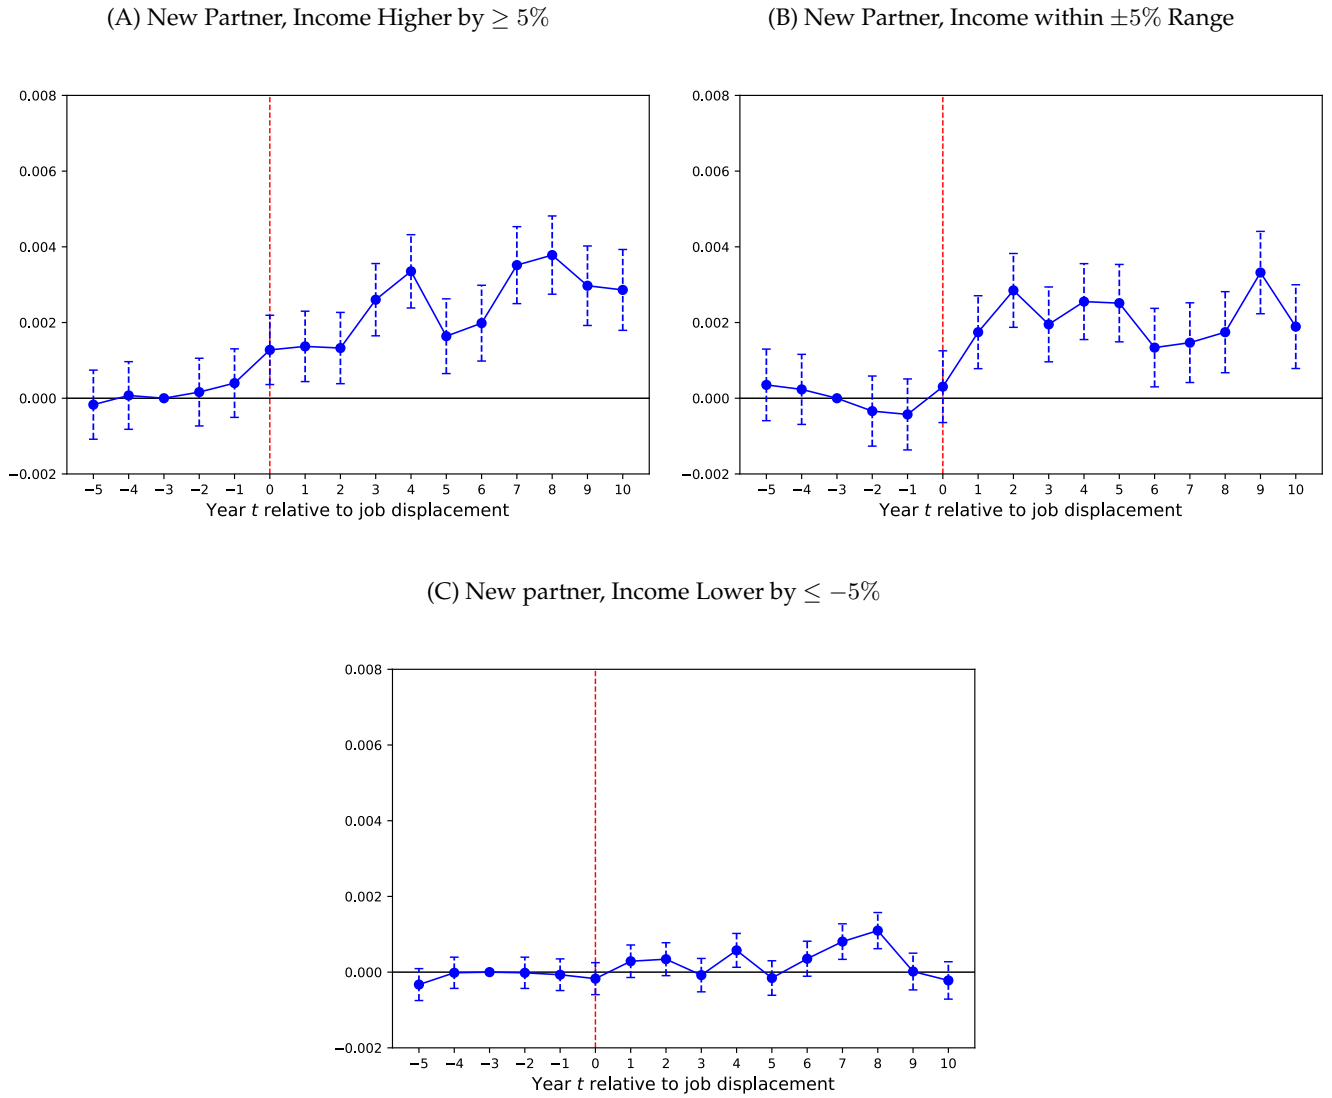 (A) New Partner, Income Higher by ≥ 5%
0.008
0.006
0.004
0.002
0.000
−0.002
−5 −4 −3 −2 −1 0 1 2 3 4 5 6 7 8 9 10
Year t relative to job displacement
(B) New Partner, Income within ±5% Range
0.008
0.006
0.004
0.002
0.000
−0.002
−5 −4 −3 −2 −1 0 1 2 3 4 5 6 7 8 9 10
Year t relative to job displacement
(C) New partner, Income Lower by ≤ −5%
0.008
0.006
0.004
0.002
0.000
−0.002
−5 −4 −3 −2 −1 0 1 2 3 4 5 6 7 8 9 10
Year t relative to job displacement